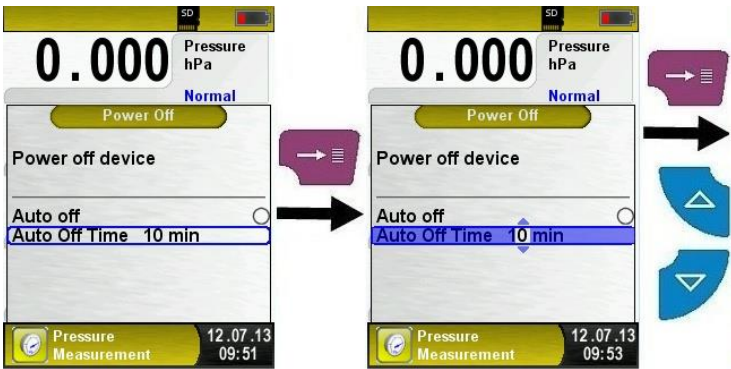 SD
0.000 Pressure
hPa
Normal
Power Off
Power off device
Auto off
Auto Off Time 10 min
Pressure
Measurement
12.07.13
09:51
SD
0.000 Pressure
hPa
Normal
Power Off
Power off device
Auto off
Auto Off Time 10 min
Pressure
Measurement
12.07.13
09:53